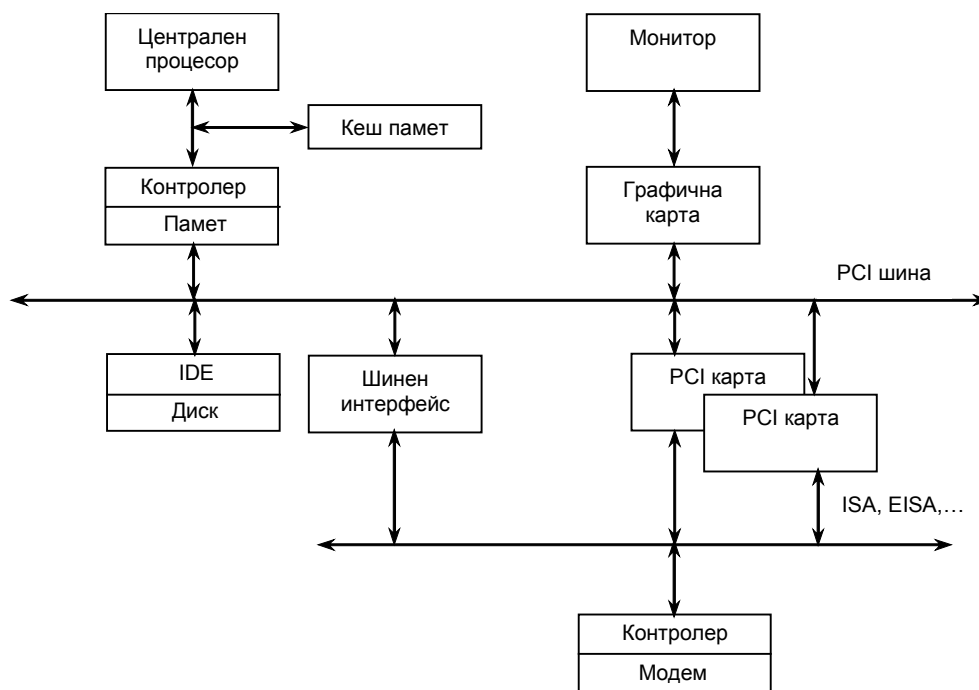 Централен
процесор
Монитор
Кеш памет
Контролер
Памет
Графична
карта
PCI шина
IDE
Диск
Шинен
интерфейс
PCI карта
PCI карта
ISA, EISA,...
Контролер
Модем